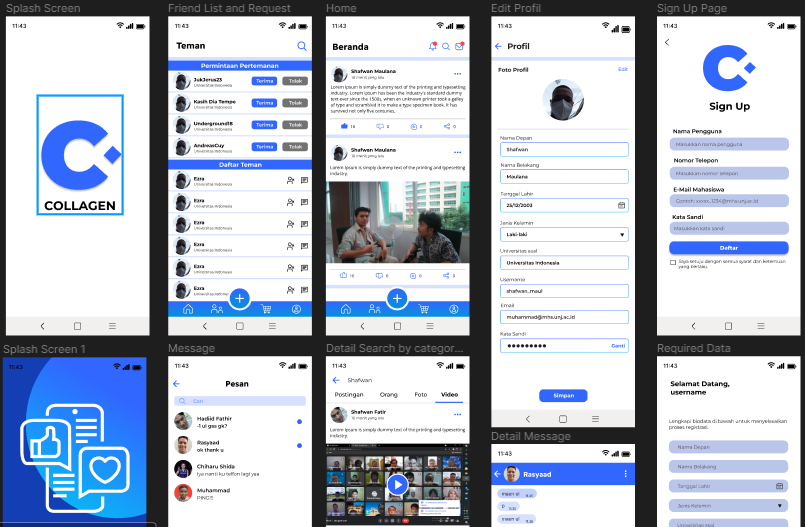 Splash Screen
11:43
COLLAGEN
Friend List and Request
11:43
Teman
Permintaan Pertemanan
JukJerus23
Universitas Indonesia
Terima
Tolak
Kasih Dia Tempe
Universitas Indonesia
Terima
Tolak
Underground18
Universitas Indonesia
Terima
Tolak
AndreasCuy
Universitas Indonesia
Terima
Tolak
Daftar Teman
Ezra
Universitas Indonesia
Ezra
Universitas Indonesia
Ezra
Universitas Indonesia
Ezra
Universitas Indonesia
Ezra
Universitas Indonesia
Ezra
Universitas Indonesia
Home
11:43
Beranda
Shafwan Maulana
16 menit yang lalu
Lorem Ipsum is simply dummy text of the printing and typesetting
industry. Lorem Ipsum has been the industry's standard dummy
text ever since the 1500s, when an unknown printer took a galley
of type and scrambled it to make a type specimen book. It has
survived not only five centuries,
16
0
0
0
Shafwan Maulana
16 menit yang lalu
Lorem Ipsum is simply dummy text of the printing and typesetting
industry.
16
0
0
0
Edit Profil
11:43
Profil
Foto Profil
Edit
Nama Depan
Shafwan
Nama Belakang
Maulana
Tanggal Lahir
25/12/2003
Jenis Kelamin
Laki-laki
Universitas asal
Universitas Indonesia
Username
shafwan_maul
Email
muhammad@mhs.unj.ac.id
Kata Sandi
Ganti
Simpan
Sign Up Page
11:43
Sign Up
Nama Pengguna
Masukkan nama pengguna
Nomor Telepon
Masukkan nomor telepon
E-Mail Mahasiswa
Contoh: xxxxx_1234@mhs.unj.ac.id
Kata Sandi
Masukkan kata sandi
Daftar
Saya setuju dengan semua syarat dan ketentuan
yang berlaku.
Splash Screen 1
11:43
Message
11:43
Pesan
Cari
Hadiid Fathir
-1 ul gas gk?
Rasyaad
ok thank u
Chiharu Shida
Iya nanti ku telfon lagi yaa
Muhammad
PING!!!
Detail Search by categor...
11:43
Shafwan
Postingan
Orang
Foto
Video
Shafwan Fatir
16 menit yang lalu
Lorem Ipsum is simply dummy text of the printing and typesetting
industry.
Detail Message
11:43
Rasyaad
maen ul
P
maen ul
Required Data
11:43
Selamat Datang,
username
Lengkapi biodata di bawah untuk menyelesaikan
proses registrasi.
Nama Depan
Nama Belakang
Tanggal Lahir
Jenis Kelamin
Universitas asal